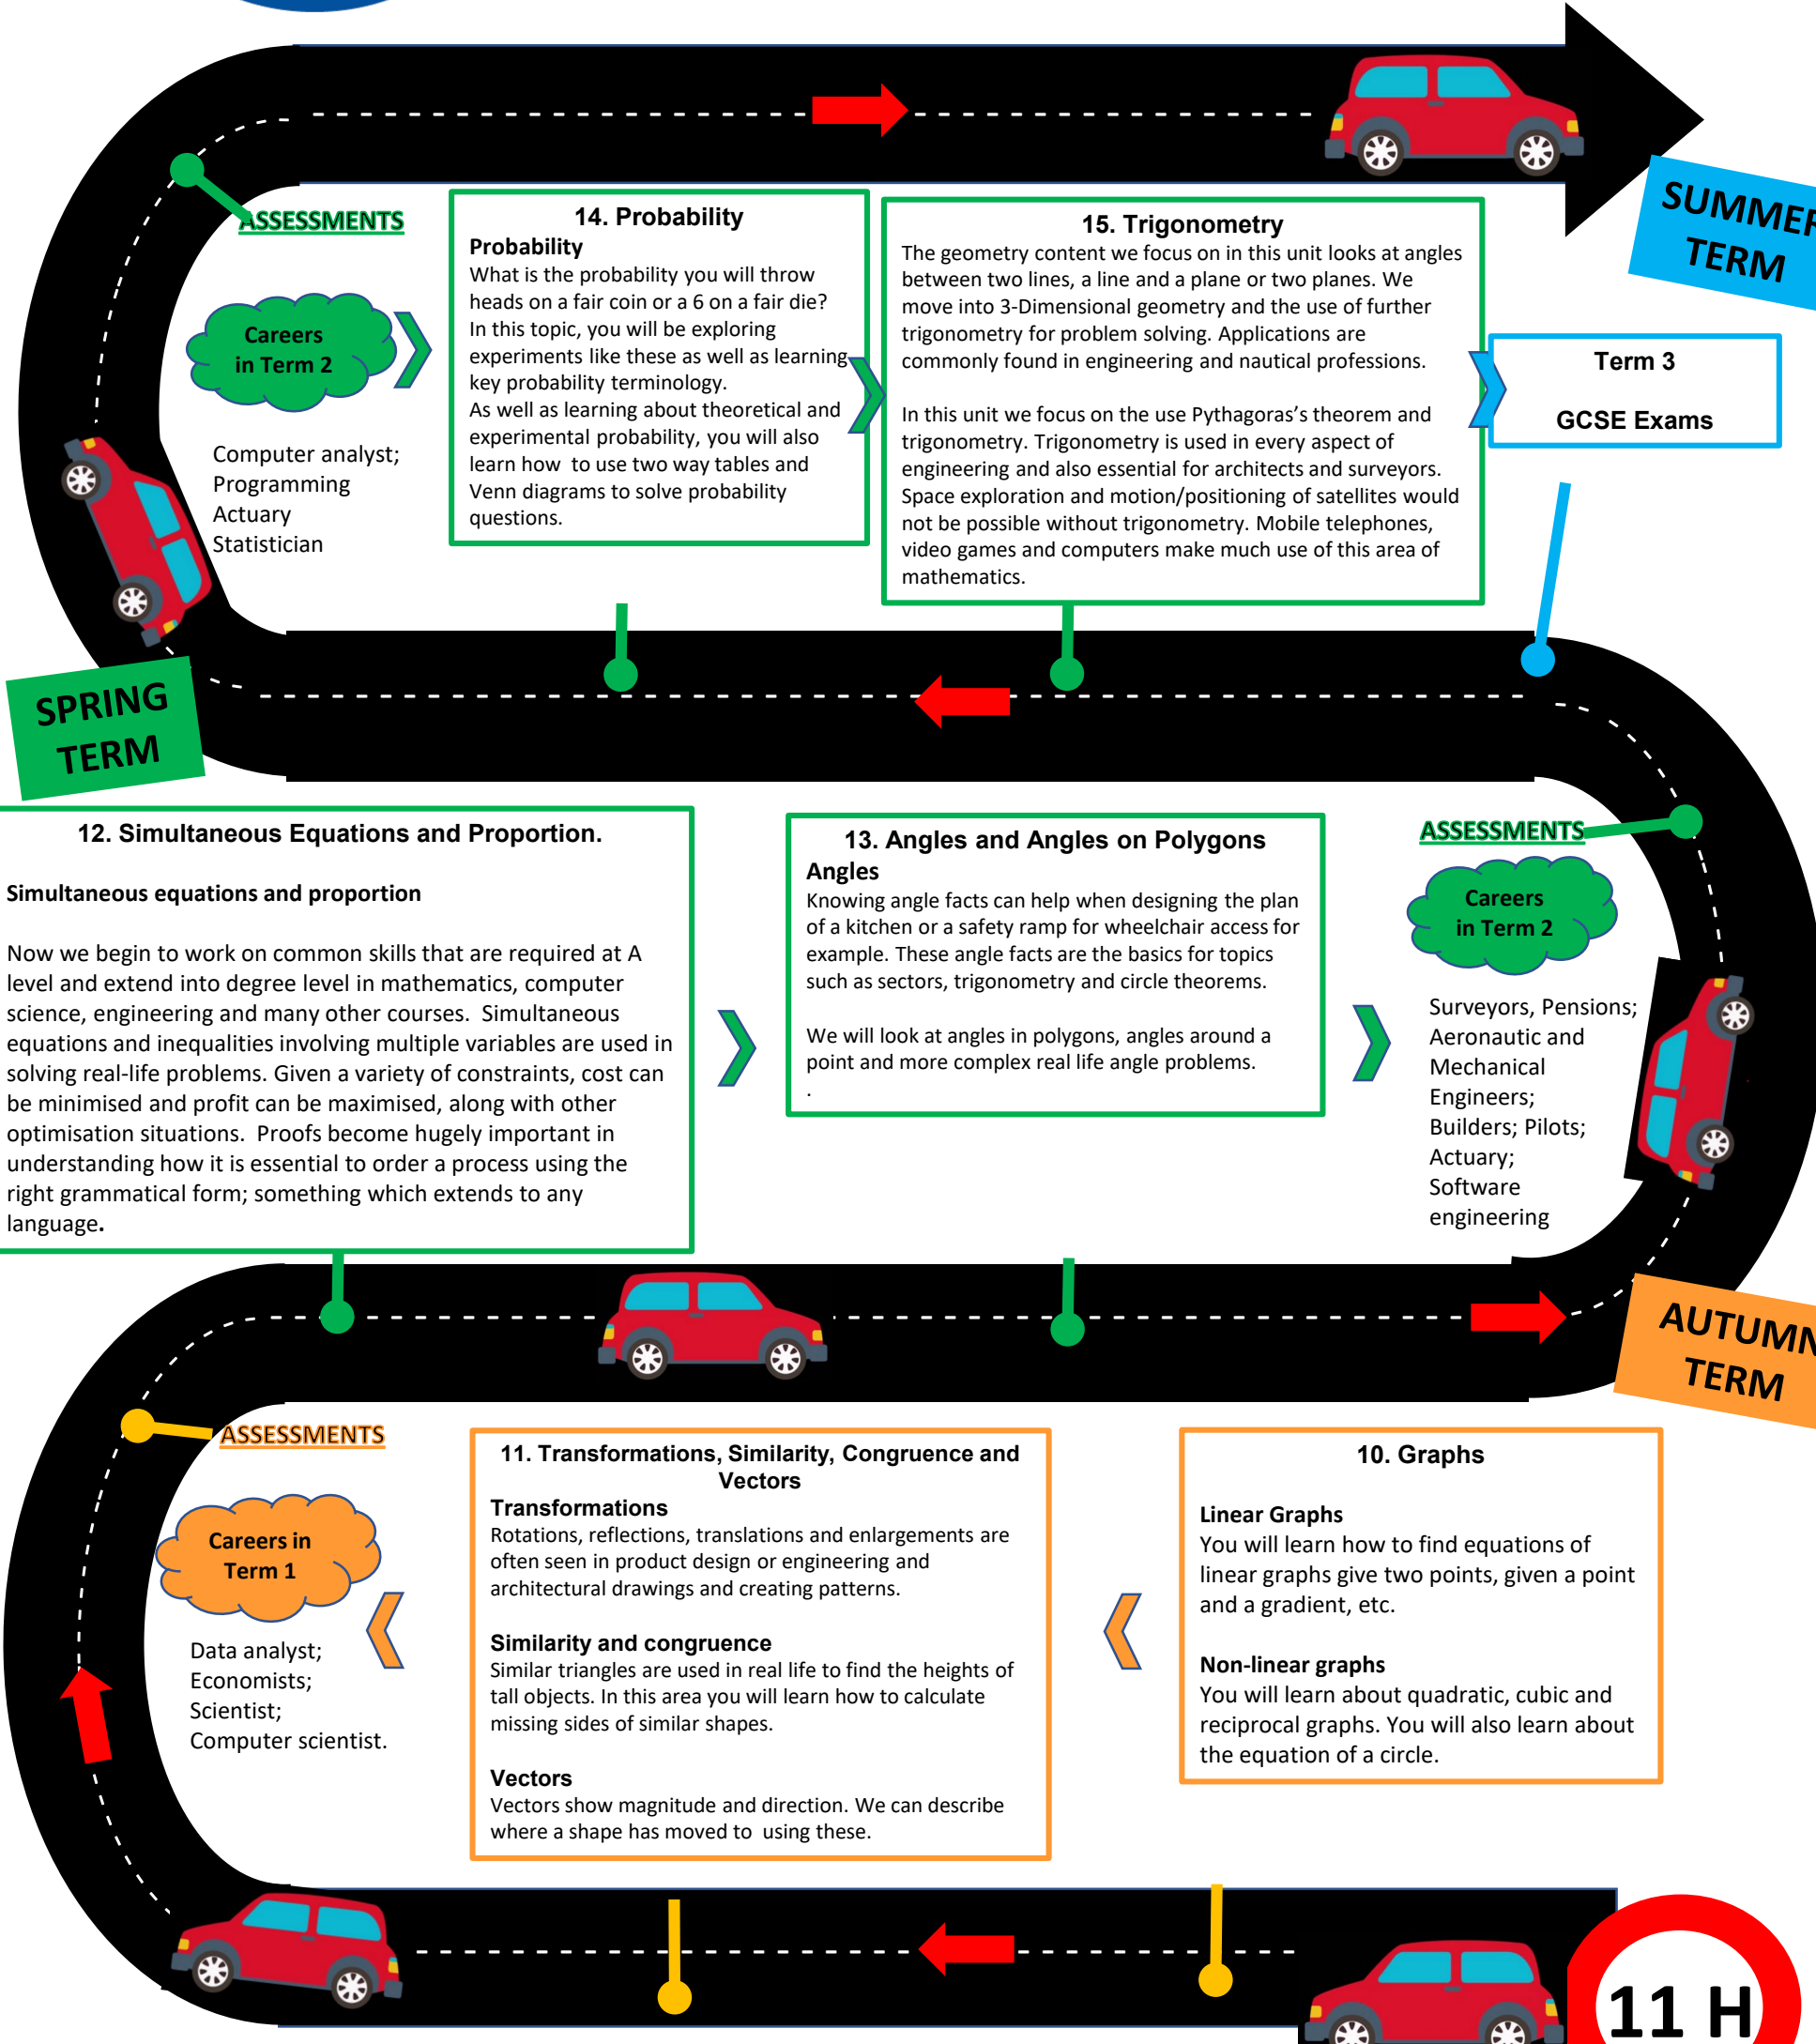 ASSESSMENTS
Careers
in Term 2
Computer analyst;
Programming
Actuary
Statistician
14. Probability
Probability
What is the probability you will throw
heads on a fair coin or a 6 on a fair die?
In this topic, you will be exploring
experiments like these as well as learning
key probability terminology.
As well as learning about theoretical and
experimental probability, you will also
learn how to use two way tables and
Venn diagrams to solve probability
questions.
15. Trigonometry
The geometry content we focus on in this unit looks at angles
between two lines, a line and a plane or two planes. We
move into 3-Dimensional geometry and the use of further
trigonometry for problem solving. Applications are
commonly found in engineering and nautical professions.
In this unit we focus on the use Pythagoras's theorem and
trigonometry. Trigonometry is used in every aspect of
engineering and also essential for architects and surveyors.
Space exploration and motion/positioning of satellites would
not be possible without trigonometry. Mobile telephones,
video games and computers make much use of this area of
mathematics.
SUMMER
TERM
Term 3
GCSE Exams
SPRING
TERM
12. Simultaneous Equations and Proportion.
Simultaneous equations and proportion
Now we begin to work on common skills that are required at A
level and extend into degree level in mathematics, computer
science, engineering and many other courses. Simultaneous
equations and inequalities involving multiple variables are used in
solving real-life problems. Given a variety of constraints, cost can
be minimised and profit can be maximised, along with other
optimisation situations. Proofs become hugely important in
understanding how it is essential to order a process using the
right grammatical form; something which extends to any
language.
13. Angles and Angles on Polygons
Angles
Knowing angle facts can help when designing the plan
of a kitchen or a safety ramp for wheelchair access for
example. These angle facts are the basics for topics
such as sectors, trigonometry and circle theorems.
We will look at angles in polygons, angles around a
point and more complex real life angle problems.
.
ASSESSMENTS
Careers
in Term 2
Surveyors, Pensions;
Aeronautic and
Mechanical
Engineers;
Builders; Pilots;
Actuary;
Software
engineering
AUTUMN
TERM
ASSESSMENTS
Careers in
Term 1
Data analyst;
Economists;
Scientist;
Computer scientist.
11. Transformations, Similarity, Congruence and
Vectors
Transformations
Rotations, reflections, translations and enlargements are
often seen in product design or engineering and
architectural drawings and creating patterns.
Similarity and congruence
Similar triangles are used in real life to find the heights of
tall objects. In this area you will learn how to calculate
missing sides of similar shapes.
Vectors
Vectors show magnitude and direction. We can describe
where a shape has moved to using these.
10. Graphs
Linear Graphs
You will learn how to find equations of
linear graphs give two points, given a point
and a gradient, etc.
Non-linear graphs
You will learn about quadratic, cubic and
reciprocal graphs. You will also learn about
the equation of a circle.
11 H